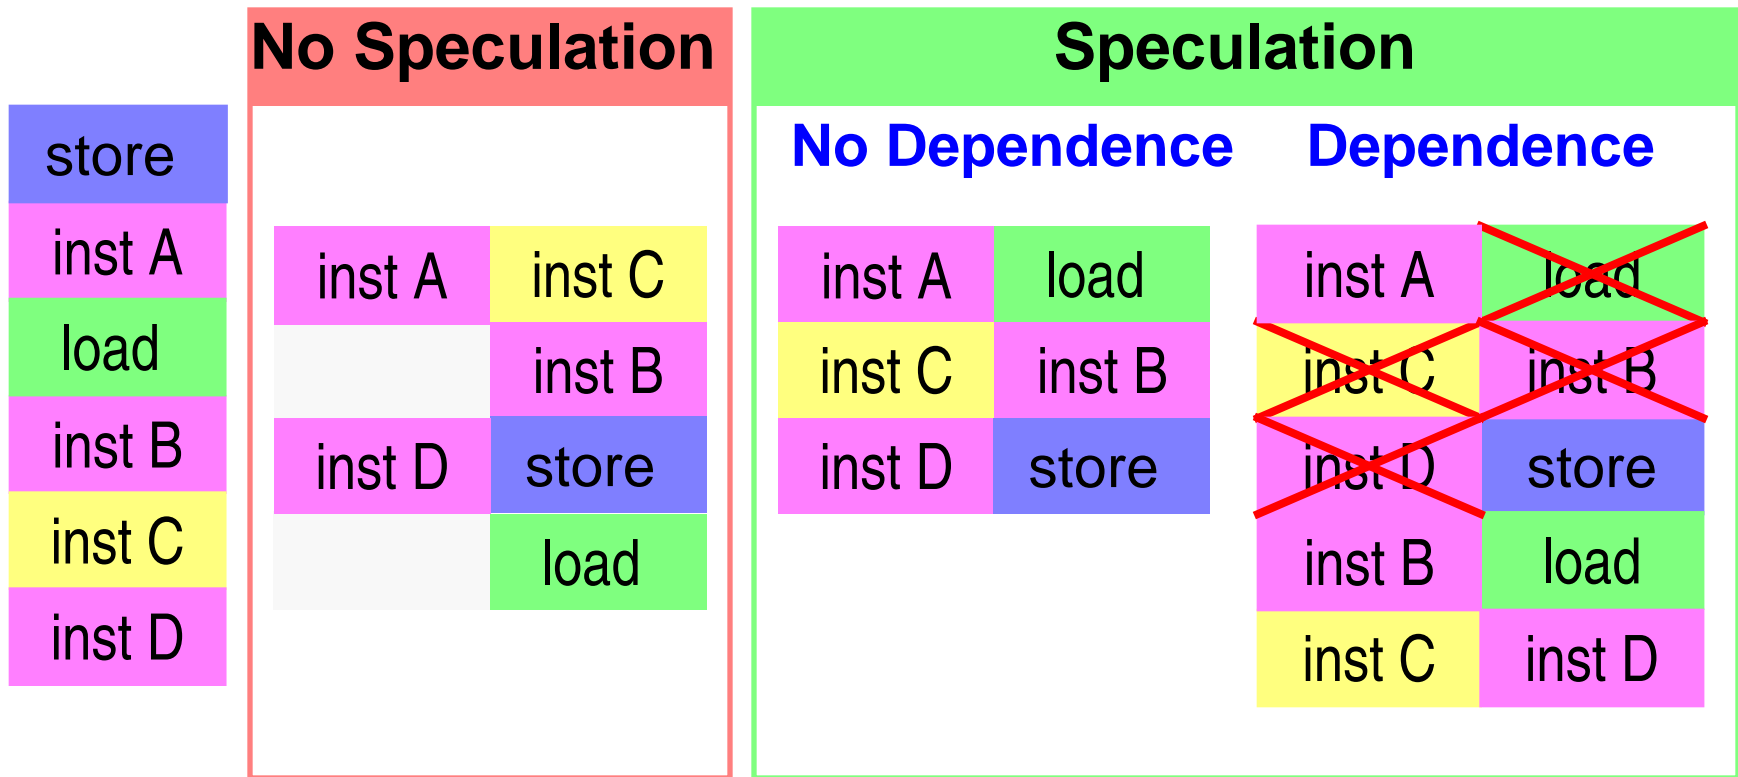 No Speculation
Speculation
store
inst A
load
inst B
inst C
inst D
inst A inst C
inst B
inst D store
load
No Dependence
inst A load
inst C inst B
inst D store
Dependence
inst A load
inst C inst B
inst D store
inst B load
inst C inst D